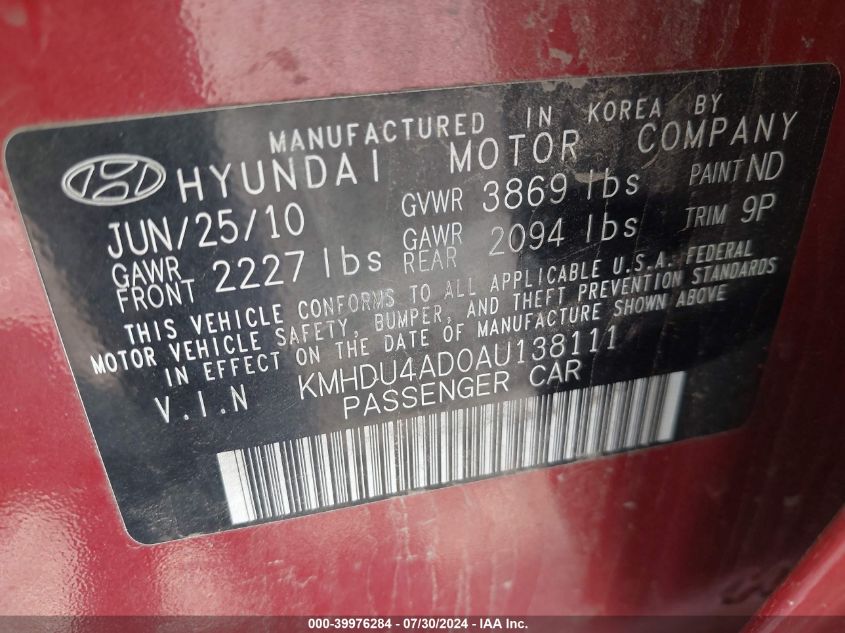 MANUFACTURED IN KOREA BY
HYUNDAI MOTOR COMPANY
JUN/25/10 GVWR 3869 lbs PAINT ND
GAWR FRONT 2227 lbs GAWR REAR 2094 lbs TRIM 9P
THIS VEHICLE CONFORMS TO ALL APPLICABLE U.S.A. FEDERAL
MOTOR VEHICLE SAFETY, BUMPER, AND THEFT PREVENTION STANDARDS
IN EFFECT ON THE DATE OF MANUFACTURE SHOWN ABOVE
V.I.N KMHDU4AD0AU138111
PASSENGER CAR
000-39976284 / 07/30/2024 - IAA Inc.